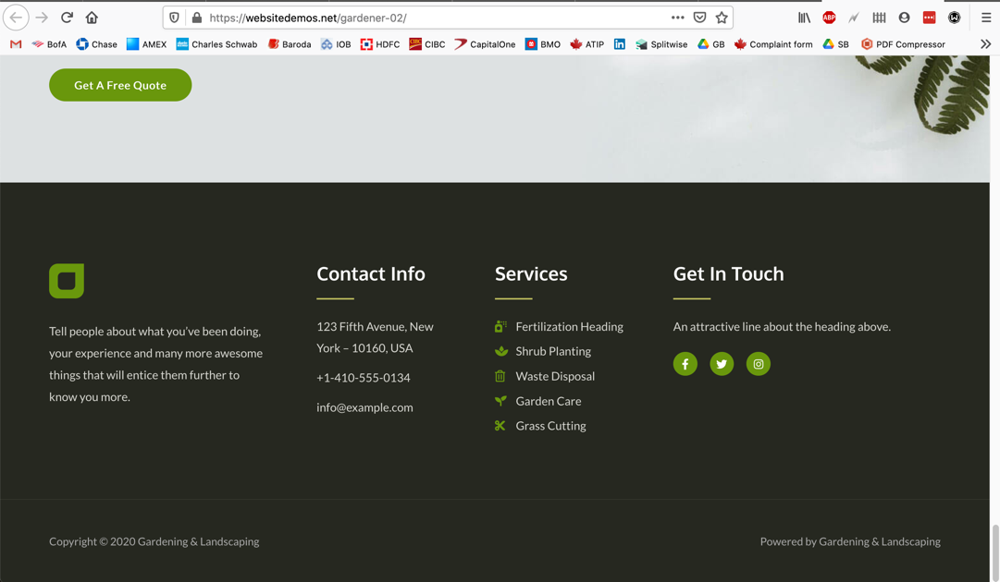 https://websitedemos.net/gardener-02/
ABP
BofA Chase AMEX Charles Schwab Baroda IOB HDFC CIBC CapitalOne BMO ATIP Splitwise GB Complaint form SB PDF Compressor
Get A Free Quote
Tell people about what you’ve been doing,
your experience and many more awesome
things that will entice them further to
know you more.
Contact Info
123 Fifth Avenue, New
York – 10160, USA
+1-410-555-0134
info@example.com
Services
Fertilization Heading
Shrub Planting
Waste Disposal
Garden Care
Grass Cutting
Get In Touch
An attractive line about the heading above.
Copyright © 2020 Gardening & Landscaping
Powered by Gardening & Landscaping